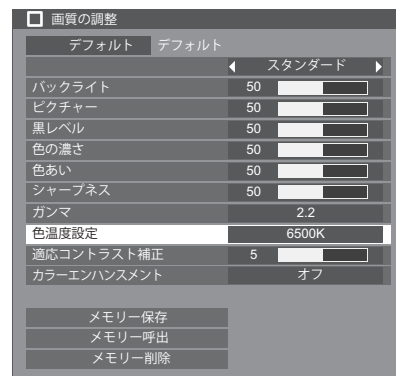 画質の調整
デフォルト デフォルト
スタンダード
バックライト 50
ピクチャー 50
黒レベル 50
色の濃さ 50
色あい 50
シャープネス 50
ガンマ 2.2
色温度設定 6500K
適応コントラスト補正 5
カラーエンハンスメント オフ
メモリー保存
メモリー呼出
メモリー削除